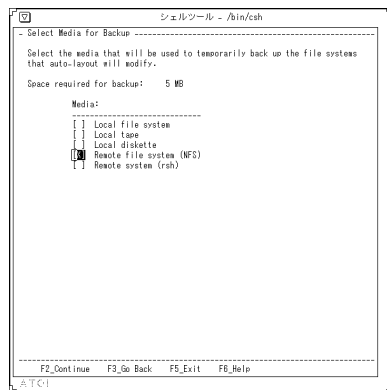 シェルツール - /bin/csh
- Select Media for Backup
Select the media that will be used to temporarily back up the file systems
that auto-layout will modify.
Space required for backup: 5 MB
Media:
[ ] Local file system
[ ] Local tape
[ ] Local diskette
[X] Remote file system (NFS)
[ ] Remote system (rsh)
F2_Continue F3_Go Back F5_Exit F6_Help